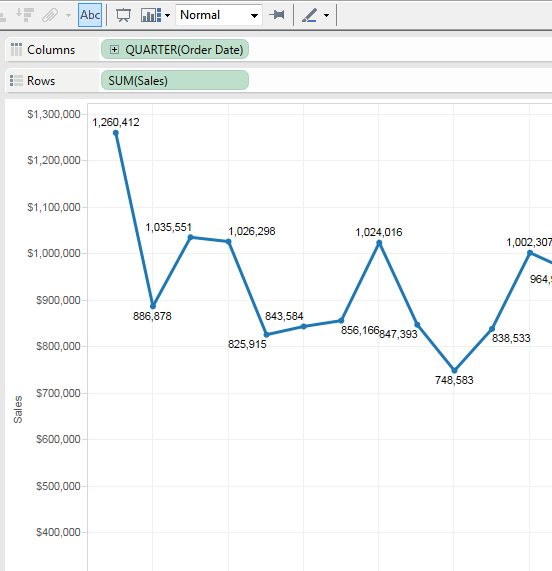 Abc Normal
Columns QUARTER(Order Date)
Rows SUM(Sales)
$1,300,000
1,260,412
$1,200,000
$1,100,000
1,035,551 1,026,298 1,024,016 1,002,307
$1,000,000
964,
$900,000
886,878 843,584 856,166 847,393 838,533
825,915
$800,000
748,583
$700,000
$600,000
$500,000
$400,000
Sales